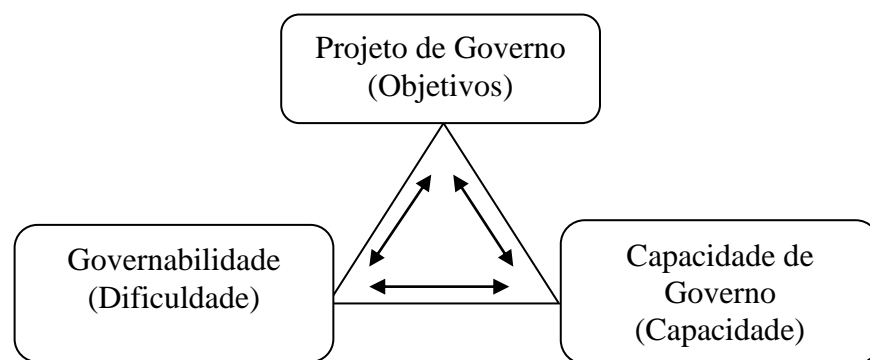 Projeto de Governo
(Objetivos)
Governabilidade
(Dificuldade)
Capacidade de
Governo
(Capacidade)